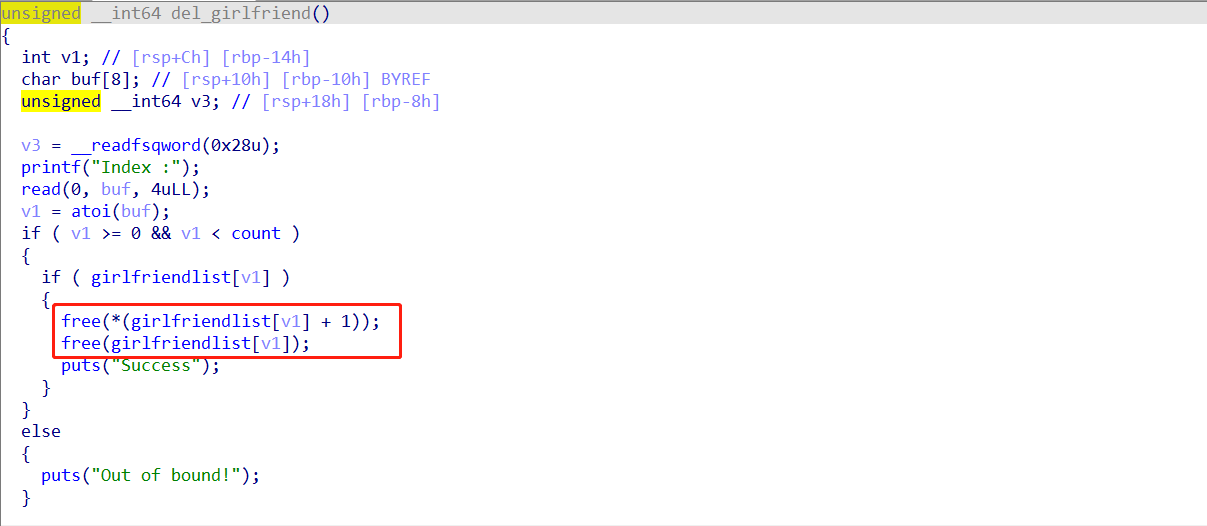 unsigned __int64 del_girlfriend()
{
  int v1; // [rsp+Ch] [rbp-14h]
  char buf[8]; // [rsp+10h] [rbp-10h] BYREF
  unsigned __int64 v3; // [rsp+18h] [rbp-8h]

  v3 = __readfsqword(0x28u);
  printf("Index :");
  read(0, buf, 4uLL);
  v1 = atoi(buf);
  if ( v1 >= 0 && v1 < count )
  {
    if ( girlfriendlist[v1] )
    {
      free(*(girlfriendlist[v1] + 1));
      free(girlfriendlist[v1]);
      puts("Success");
    }
  }
  else
  {
    puts("Out of bound!");
  }